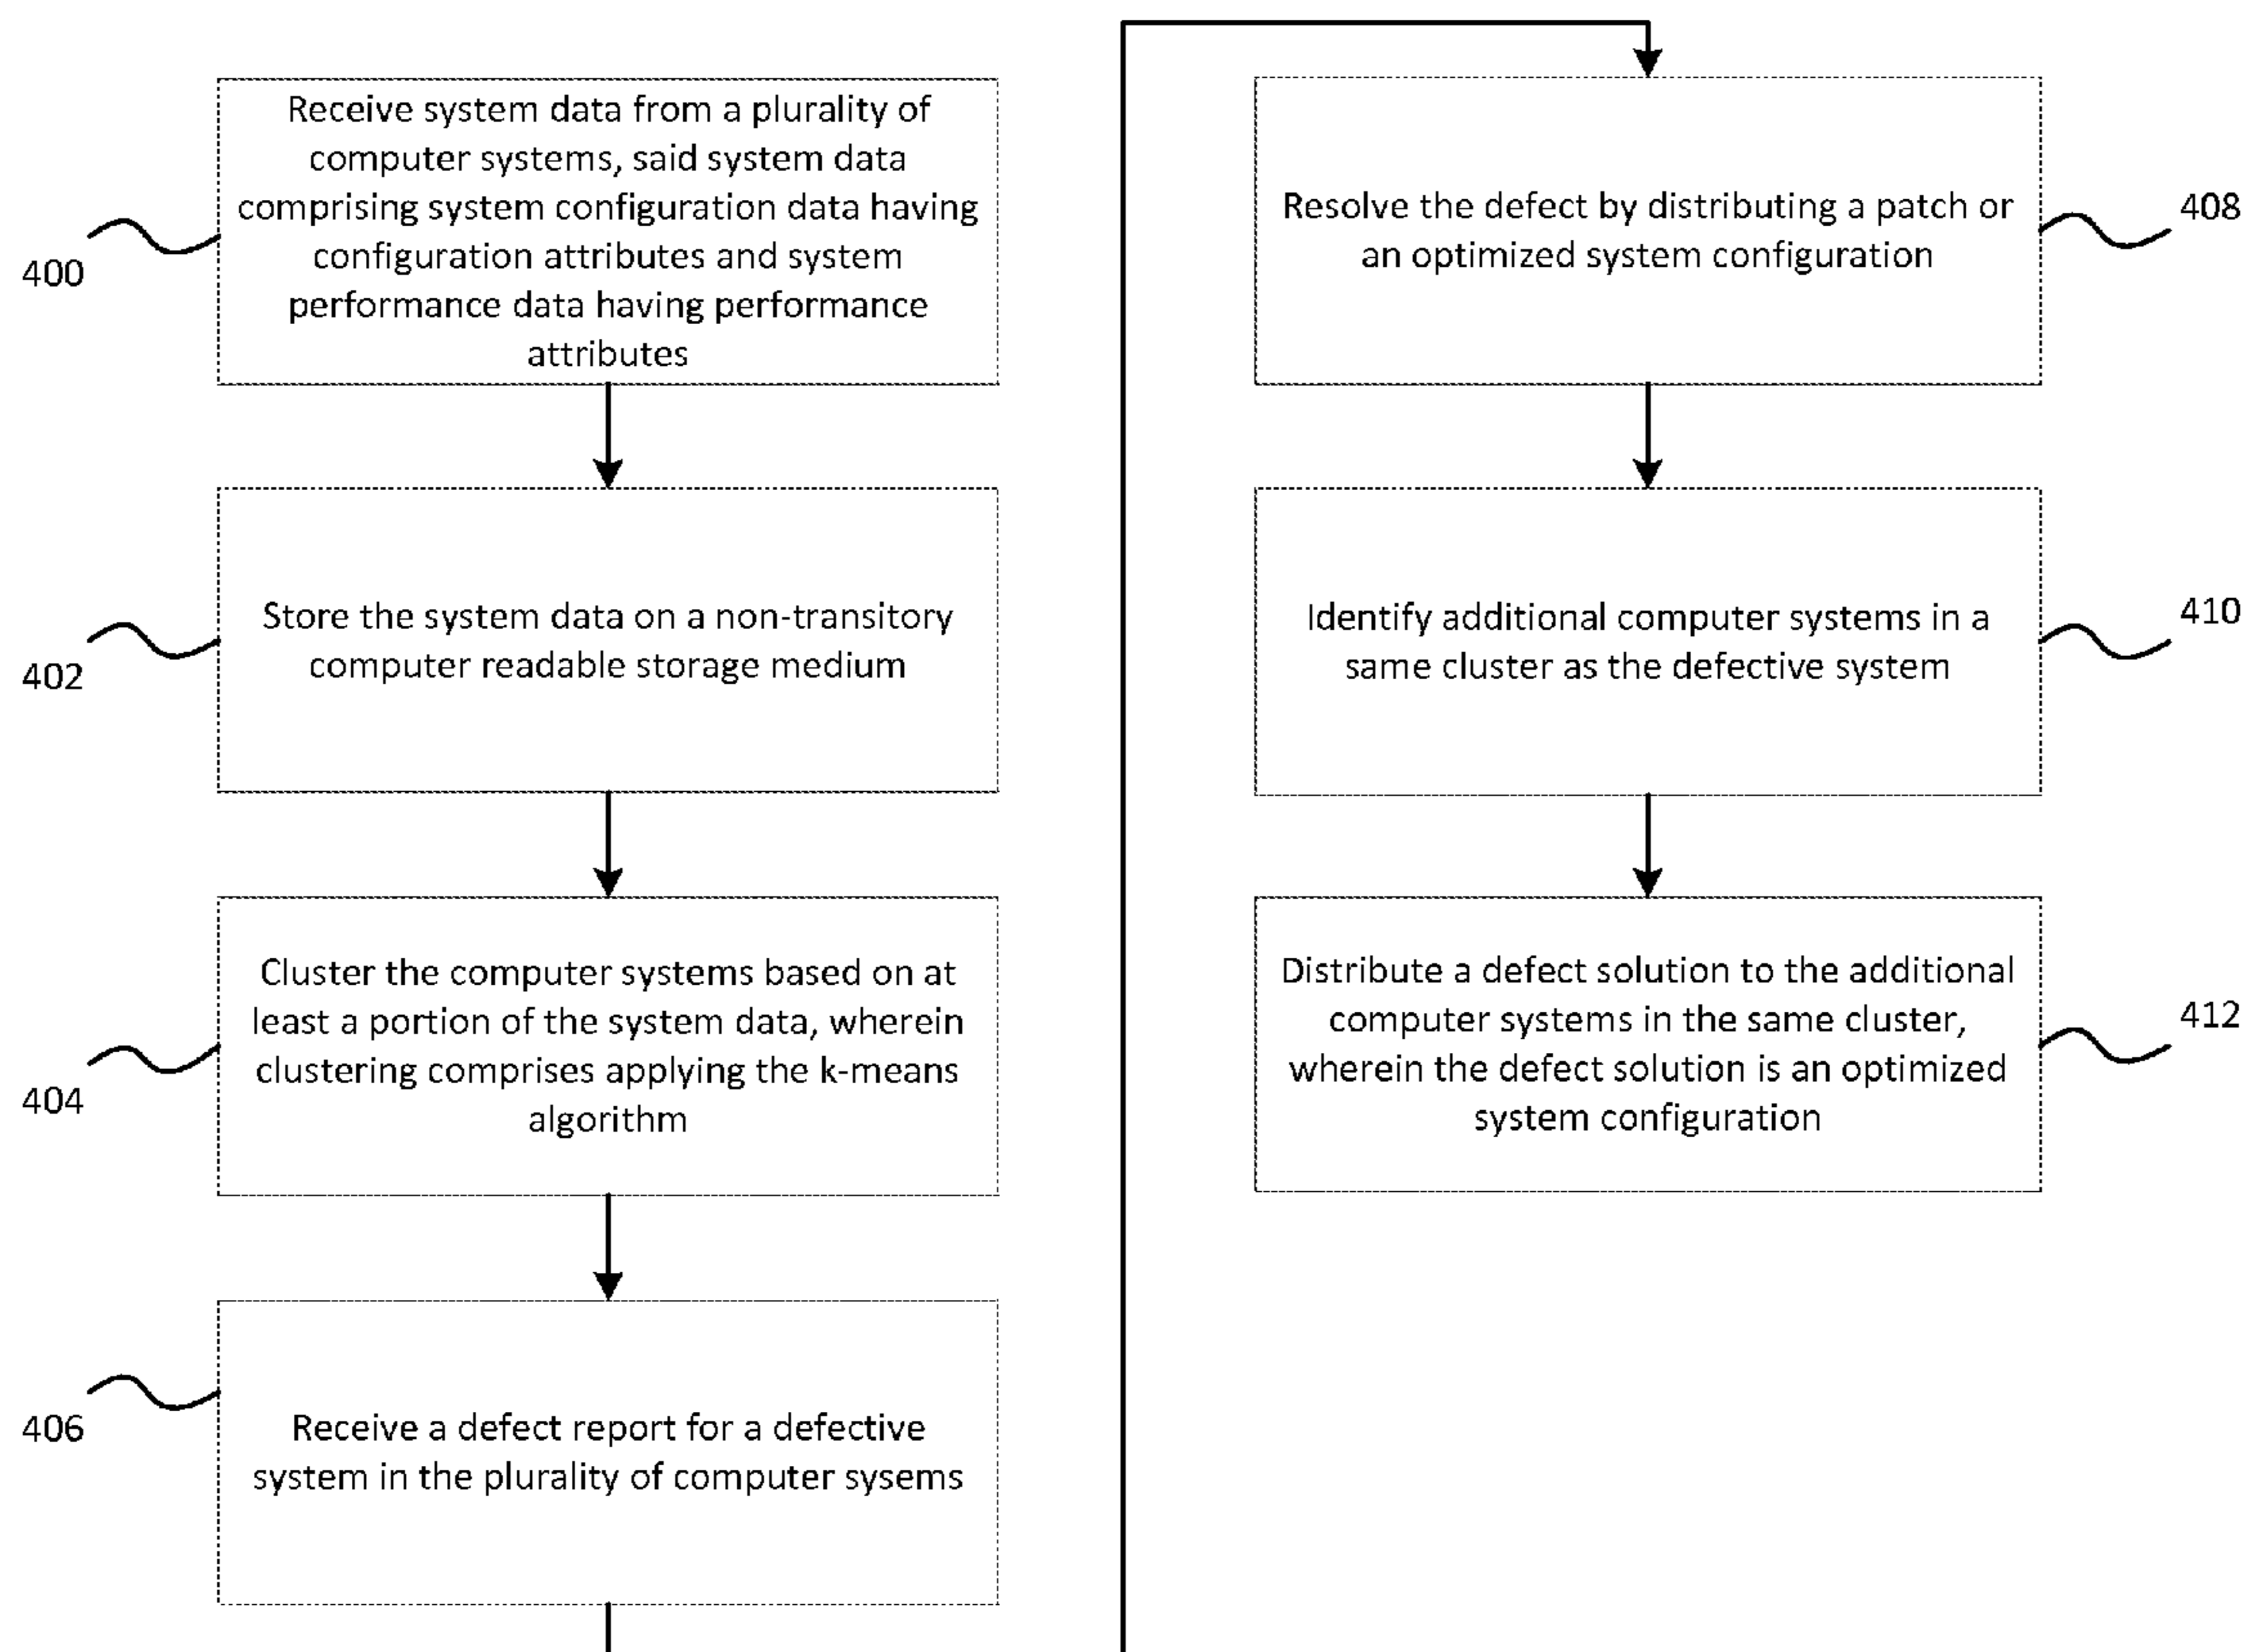 Receive system data from a plurality of
computer systems, said system data
comprising system configuration data having
configuration attributes and system
performance data having performance
attributes
400
Store the system data on a non-transitory
computer readable storage medium
402
Cluster the computer systems based on at
least a portion of the system data, wherein
clustering comprises applying the k-means
algorithm
404
Receive a defect report for a defective
system in the plurality of computer sysems
406
Resolve the defect by distributing a patch or
an optimized system configuration
408
Identify additional computer systems in a
same cluster as the defective system
410
Distribute a defect solution to the additional
computer systems in the same cluster,
wherein the defect solution is an optimized
system configuration
412